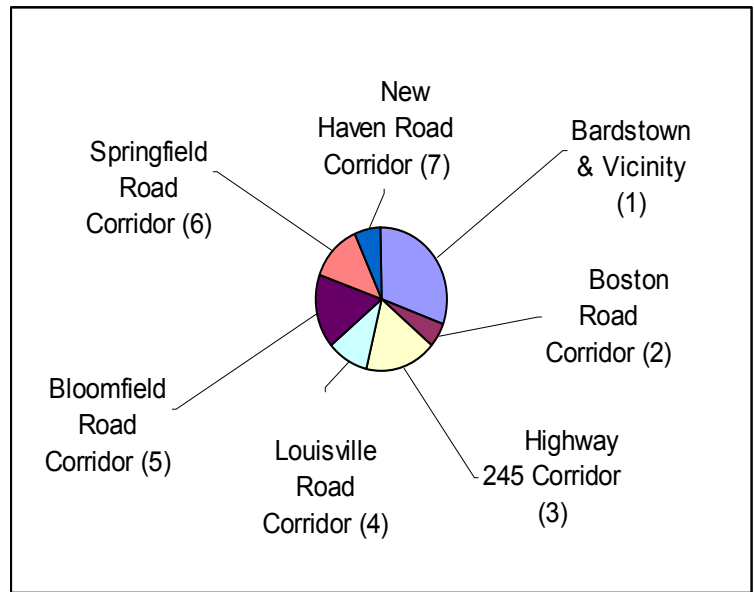 New
Haven Road
Corridor (7)
Bardstown
& Vicinity
(1)
Springfield
Road
Corridor (6)
Boston
Road
Corridor (2)
Bloomfield
Road
Corridor (5)
Louisville
Road
Corridor (4)
Highway
245 Corridor
(3)